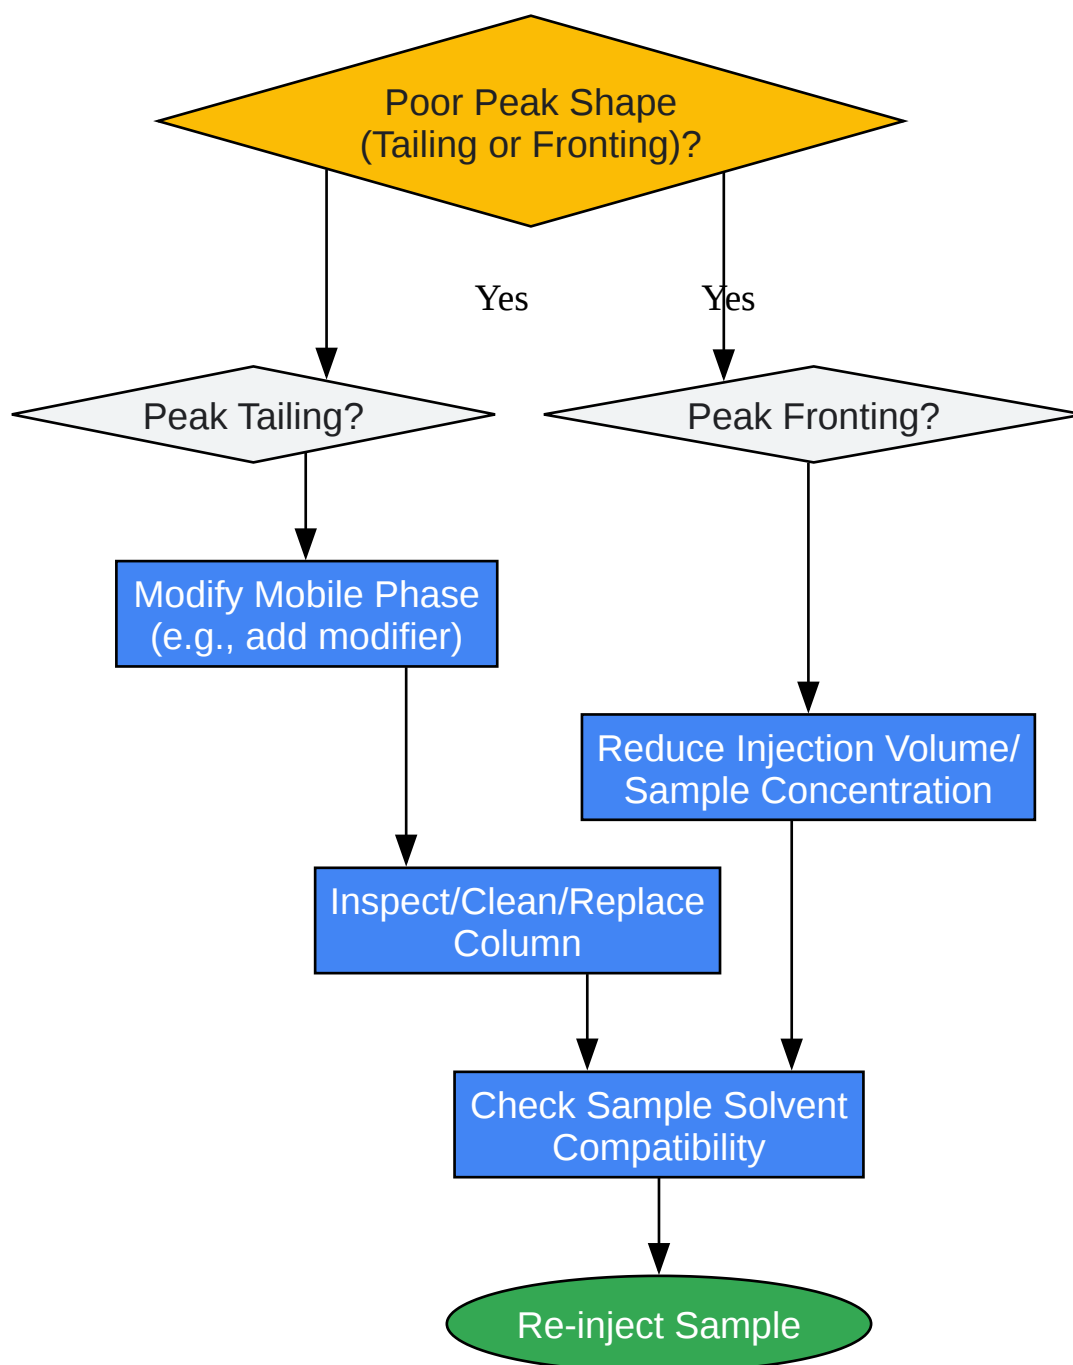 Poor Peak Shape
(Tailing or Fronting)?
Yes
Yes
Peak Tailing?
Peak Fronting?
Modify Mobile Phase
(e.g., add modifier)
Reduce Injection Volume/
Sample Concentration
Inspect/Clean/Replace
Column
Check Sample Solvent
Compatibility
Re-inject Sample